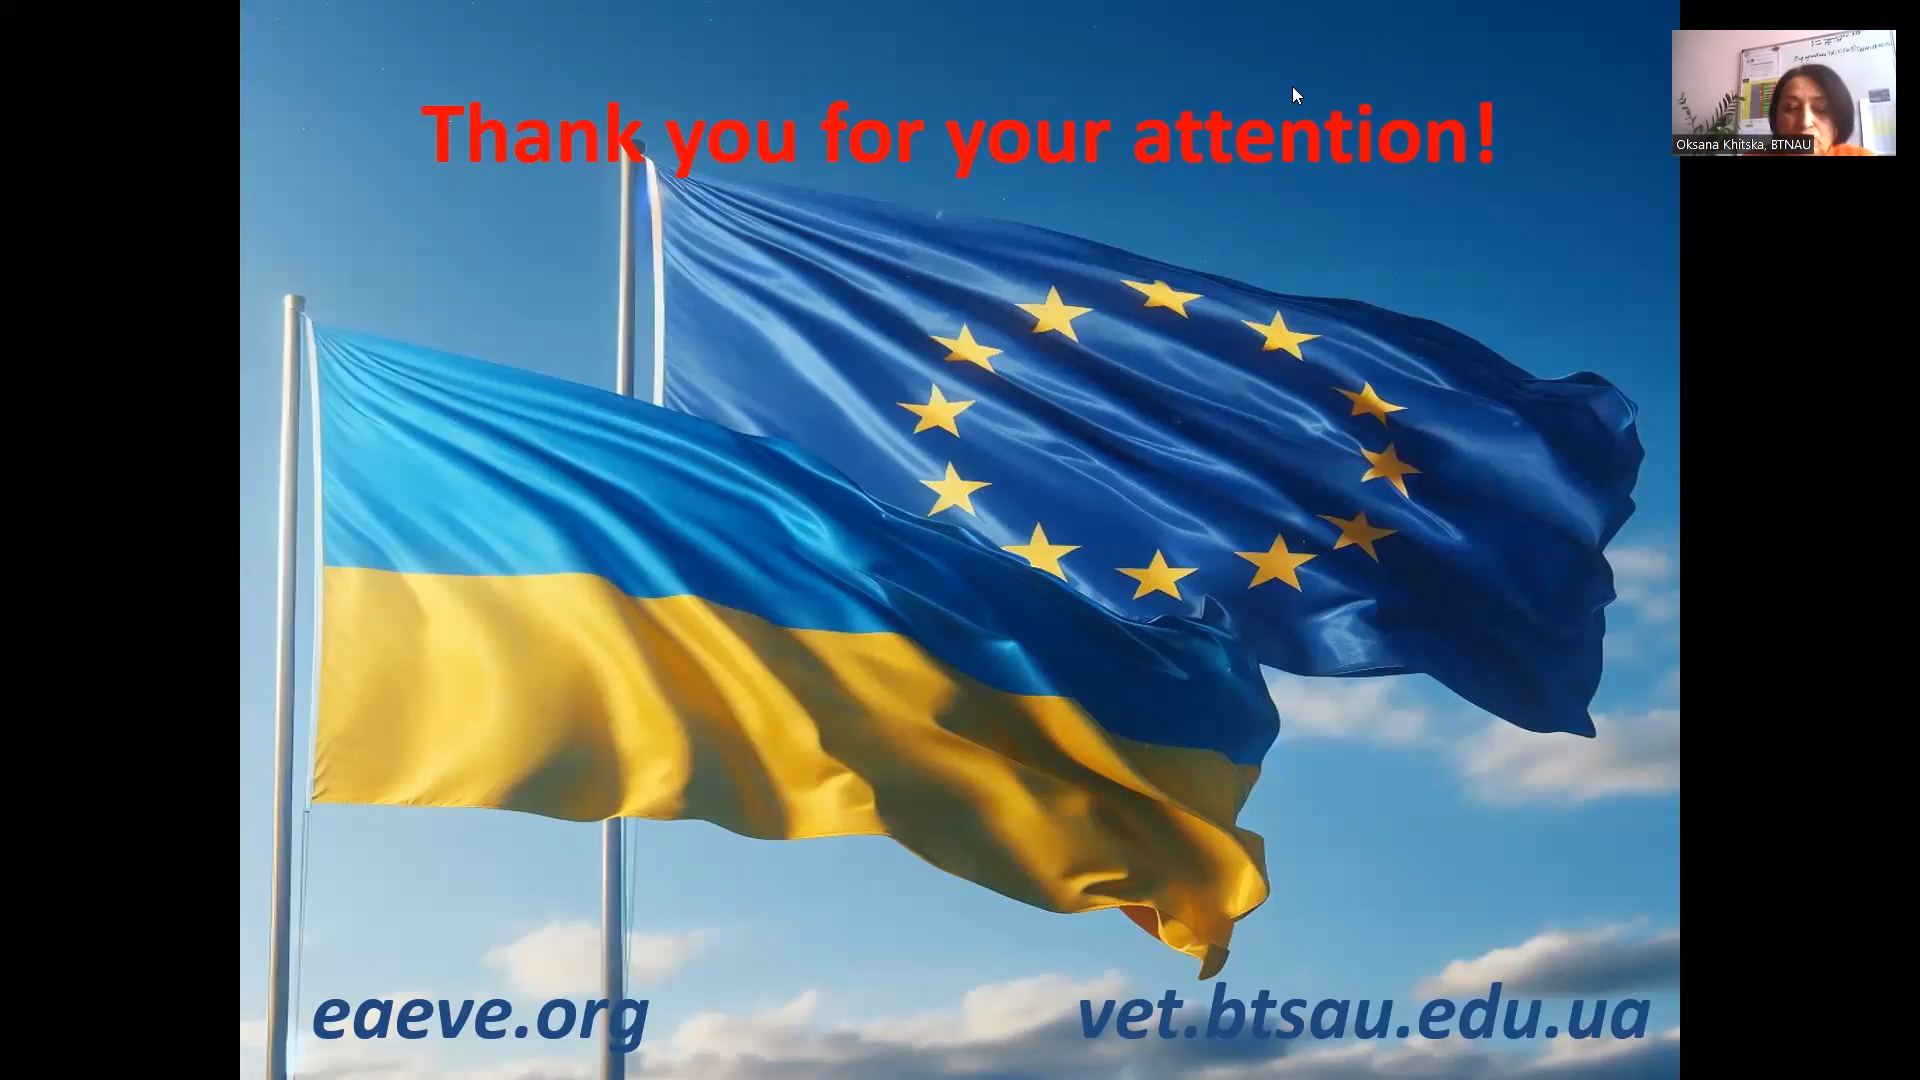 Thank you for your attention!
Oksana Khitska, BTNAU
eaeve.org
vet.btsau.edu.ua